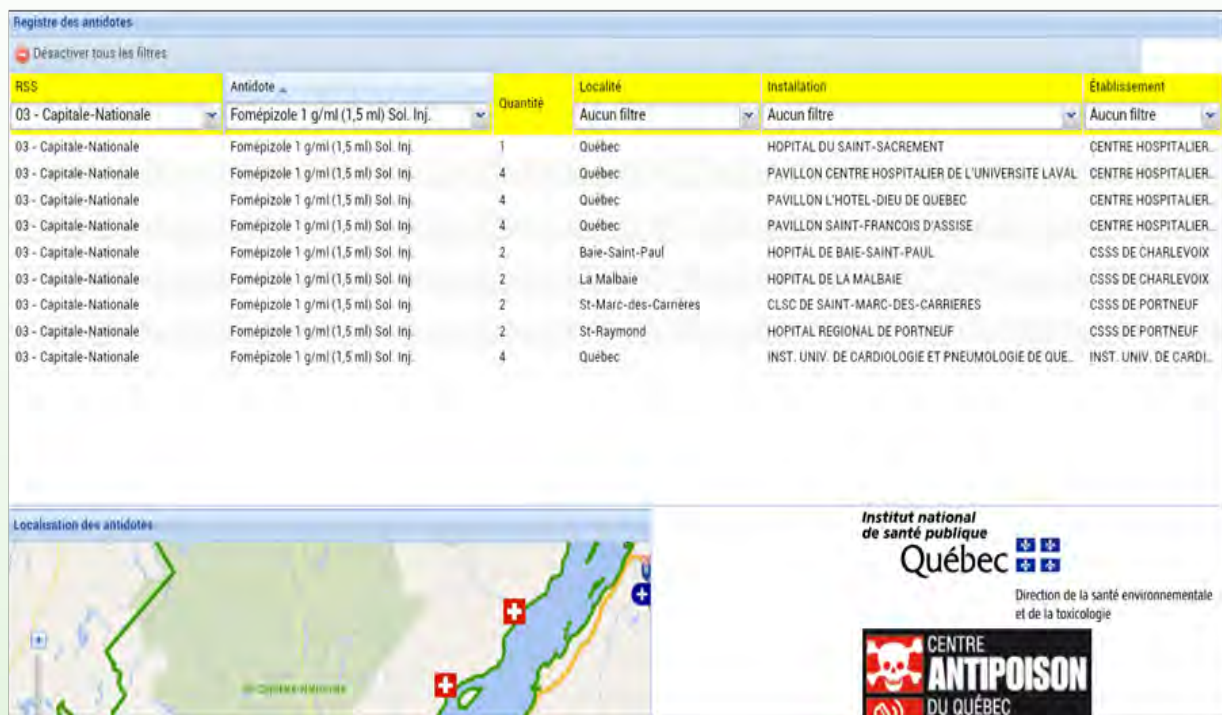 Registre des antidotes
Désactiver tous les filtres
RSS Antidote Quantité Localité Installation Établissement
03 - Capitale-Nationale Fomépizole 1 g/ml (1,5 ml) Sol. Inj. Aucun filtre Aucun filtre Aucun filtre
03 - Capitale-Nationale Fomépizole 1 g/ml (1,5 ml) Sol. Inj. 1 Québec HOPITAL DU SAINT-SACREMENT CENTRE HOSPITALIER...
03 - Capitale-Nationale Fomépizole 1 g/ml (1,5 ml) Sol. Inj. 4 Québec PAVILLON CENTRE HOSPITALIER DE L'UNIVERSITE LAVAL CENTRE HOSPITALIER...
03 - Capitale-Nationale Fomépizole 1 g/ml (1,5 ml) Sol. Inj. 4 Québec PAVILLON L'HOTEL-DIEU DE QUEBEC CENTRE HOSPITALIER...
03 - Capitale-Nationale Fomépizole 1 g/ml (1,5 ml) Sol. Inj. 4 Québec PAVILLON SAINT-FRANCOIS D'ASSISE CENTRE HOSPITALIER...
03 - Capitale-Nationale Fomépizole 1 g/ml (1,5 ml) Sol. Inj. 2 Baie-Saint-Paul HOPITAL DE BAIE-SAINT-PAUL CSSS DE CHARLEVOIX
03 - Capitale-Nationale Fomépizole 1 g/ml (1,5 ml) Sol. Inj. 2 La Malbaie HOPITAL DE LA MALBAIE CSSS DE CHARLEVOIX
03 - Capitale-Nationale Fomépizole 1 g/ml (1,5 ml) Sol. Inj. 2 St-Marc-des-Carrières CLSC DE SAINT-MARC-DES-CARRIERES CSSS DE PORTNEUF
03 - Capitale-Nationale Fomépizole 1 g/ml (1,5 ml) Sol. Inj. 2 St-Raymond HOPITAL REGIONAL DE PORTNEUF CSSS DE PORTNEUF
03 - Capitale-Nationale Fomépizole 1 g/ml (1,5 ml) Sol. Inj. 4 Québec INST. UNIV. DE CARDIOLOGIE ET PNEUMOLOGIE DE QUE... INST. UNIV. DE CARDI...
Localisation des antidotes
Institut national
de santé publique
Québec
Direction de la santé environnementale
et de la toxicologie
CENTRE
ANTIPOISON
DU QUÉBEC
Capitale-Nationale